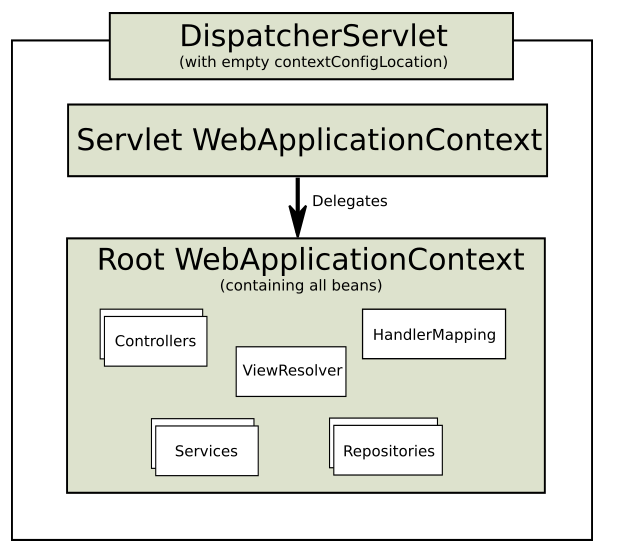 DispatcherServlet
(with empty contextConfigLocation)
Servlet WebApplicationContext
Delegates
Root WebApplicationContext
(containing all beans)
Controllers
HandlerMapping
ViewResolver
Services
Repositories